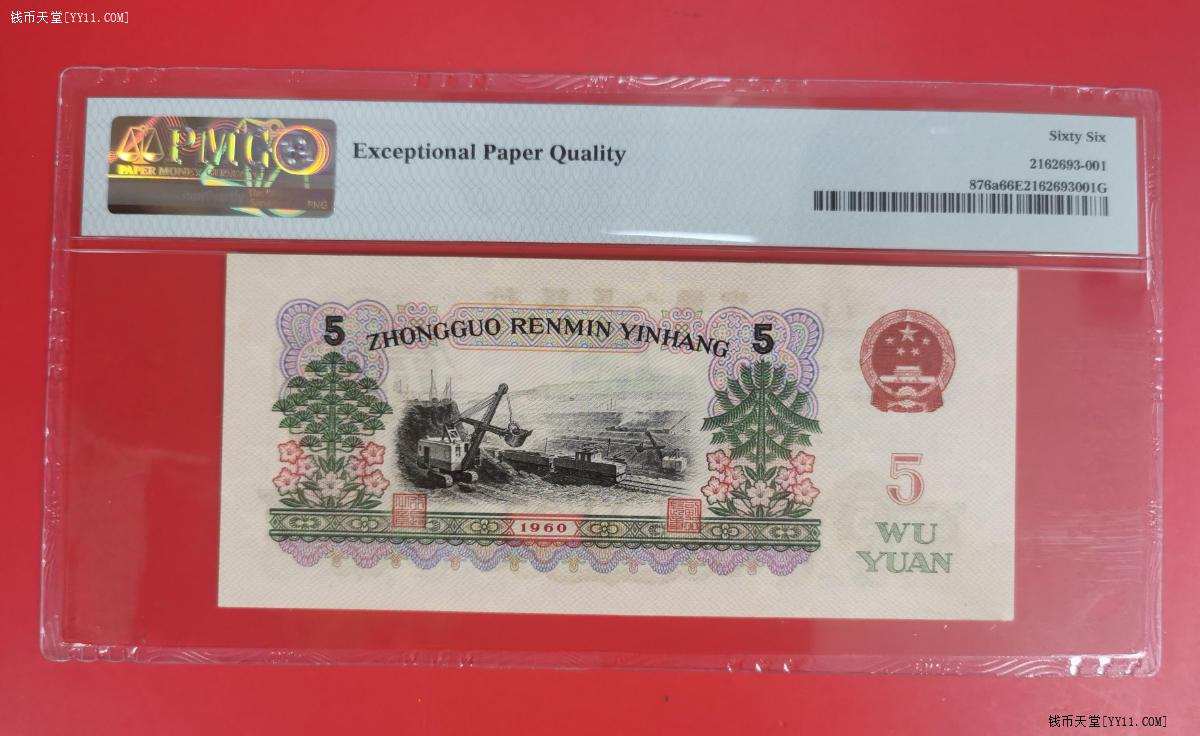 钱币天堂[YY11.COM]
PMG
PAPER MONEY
Exceptional Paper Quality
Sixty Six
2162693-001
876a66E2162693001G
PNG
5 ZHONGGUO RENMIN YINHANG 5
5
1960
WU
YUAN
钱币天堂[YY11.COM]